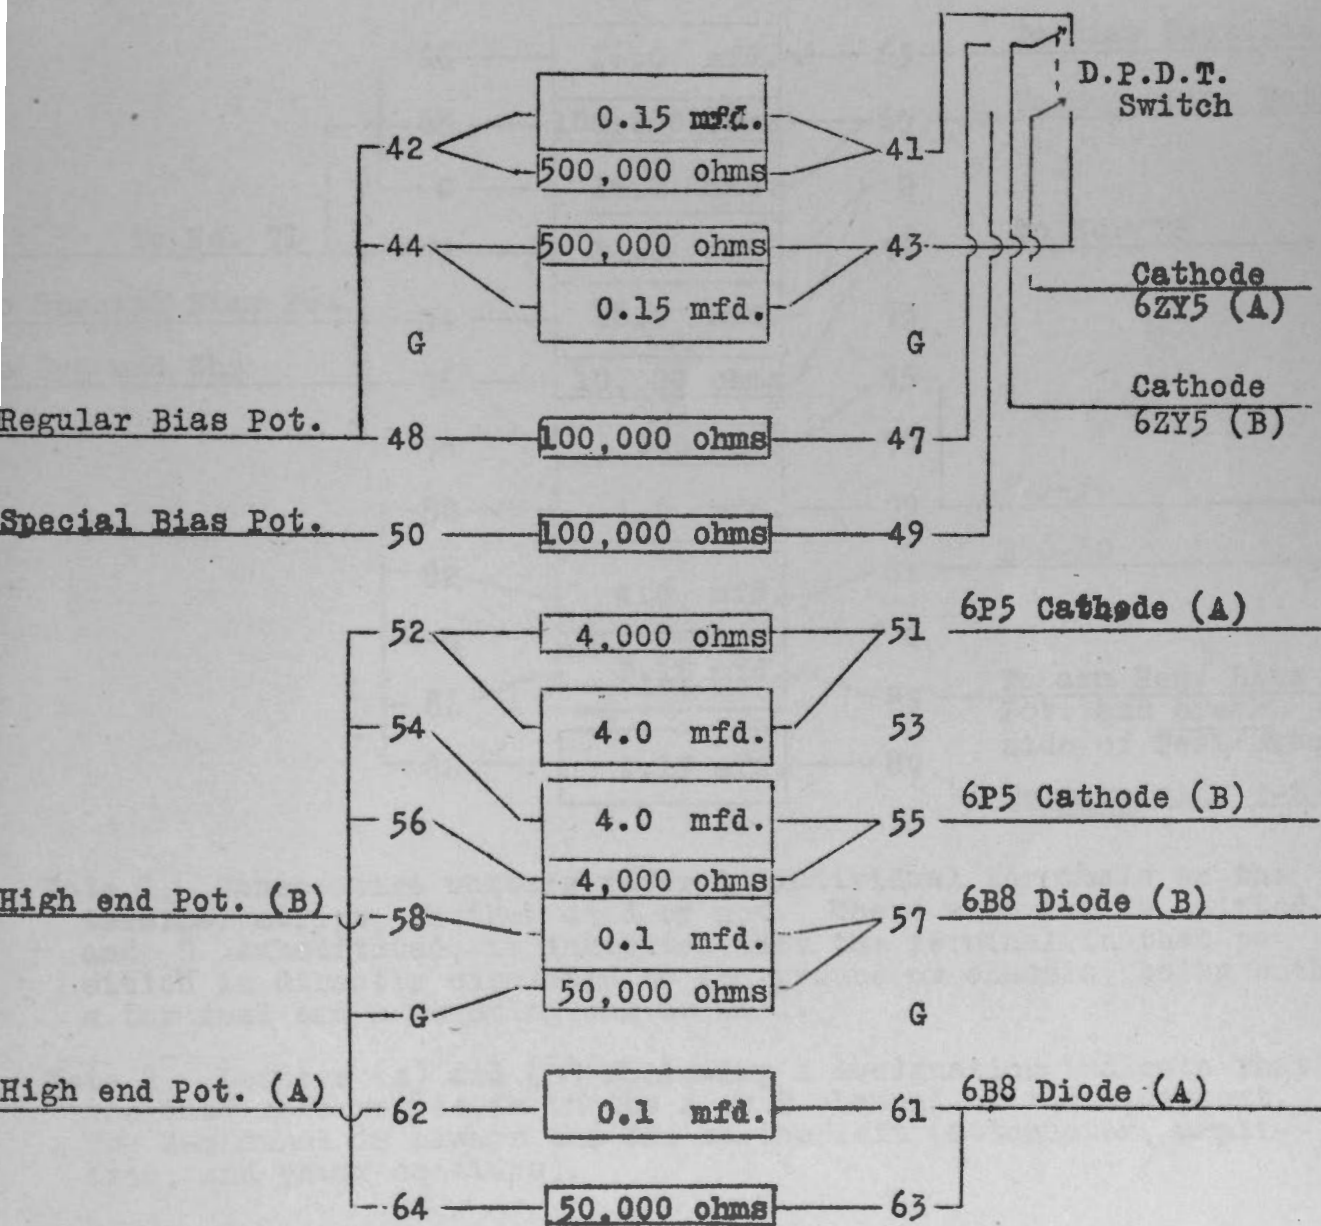 D.P.D.T.
Switch
0.15 mfd.
42 41
500,000 ohms
44 500,000 ohms 43
Cathode
6ZY5 (A)
0.15 mfd.
G G
Cathode
6ZY5 (B)
Regular Bias Pot. 48 100,000 ohms 47
Special Bias Pot. 50 100,000 ohms 49
52 4,000 ohms 51 6P5 Cathode (A)
54 4.0 mfd. 53
56 4.0 mfd. 55 6P5 Cathode (B)
4,000 ohms
High end Pot. (B) 58 0.1 mfd. 57 6B8 Diode (B)
50,000 ohms
G G
High end Pot. (A) 62 0.1 mfd. 61 6B8 Diode (A)
64 50,000 ohms 63